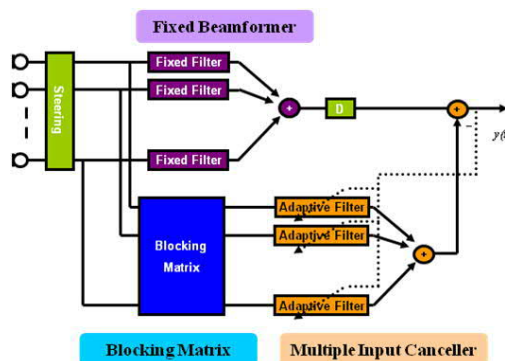 Fixed Beamformer
Fixed Filter
Fixed Filter
Steering
+
D
+
−
Fixed Filter
Adaptive Filter
Adaptive Filter
Blocking
Matrix
+
Adaptive Filter
Blocking Matrix
Multiple Input Canceller